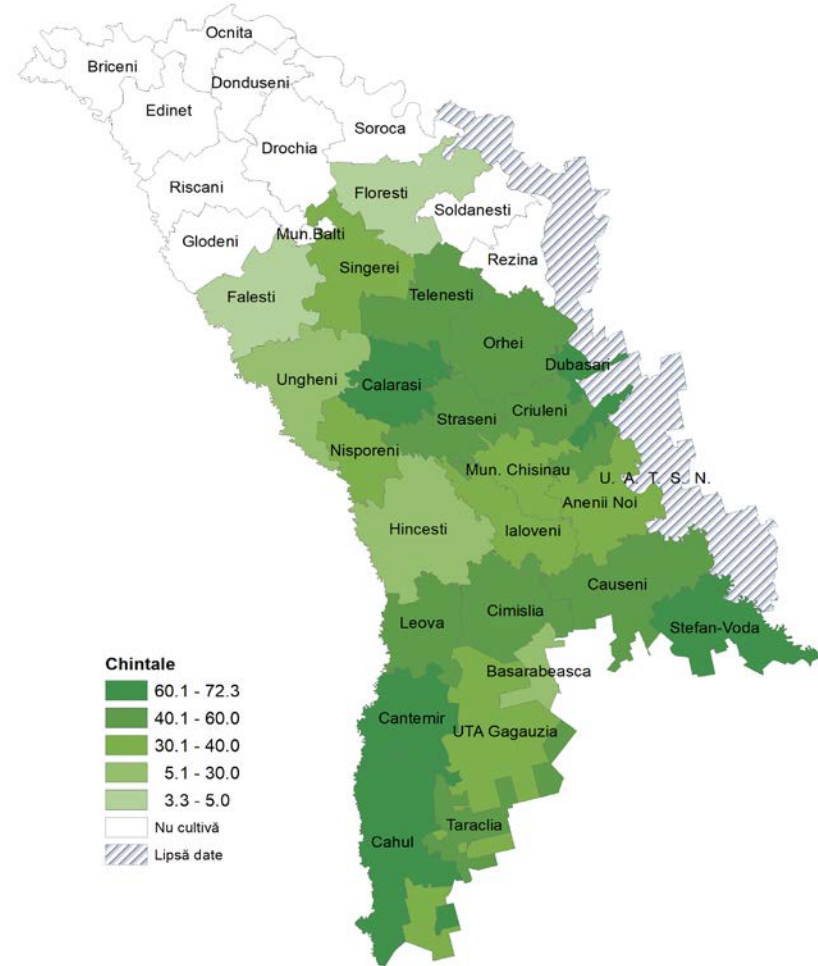 Ocnita
Briceni
Donduseni
Edinet
Soroca
Drochia
Riscani
Floresti
Soldanesti
Mun.Balti
Glodeni
Rezina
Singerei
Falesti
Telenesti
Orhei
Dubasari
Ungheni
Calarasi
Criuleni
Straseni
Nisporeni
Mun. Chisinau
U. A. T. S. N.
Anenii Noi
Hincesti
Ialoveni
Causeni
Cimislia
Leova
Stefan-Voda
Basarabeasca
Cantemir
UTA Gagauzia
Taraclia
Cahul
Chintale
60.1 - 72.3
40.1 - 60.0
30.1 - 40.0
5.1 - 30.0
3.3 - 5.0
Nu cultivă
Lipsă date